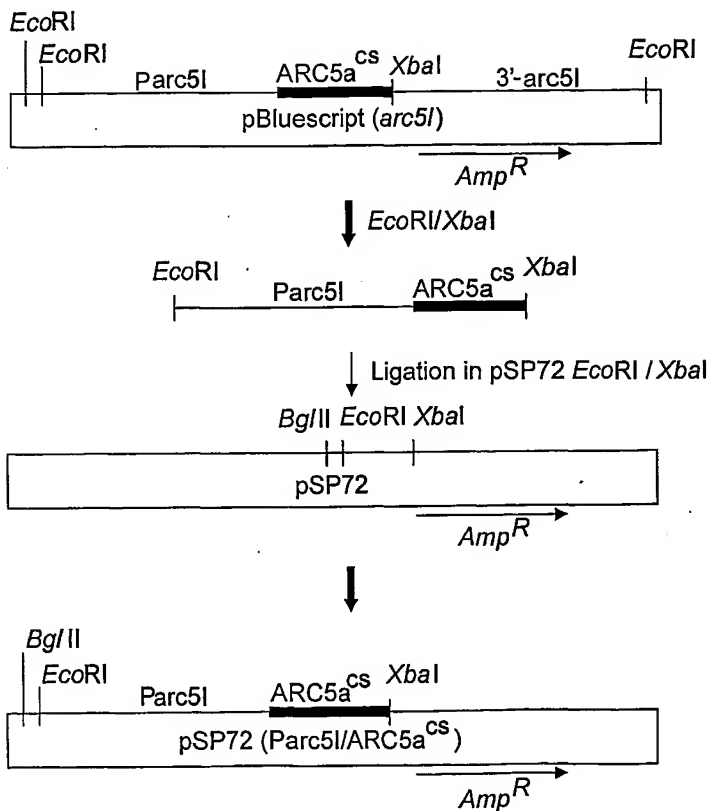 EcoRI
EcoRI
EcoRI
Parc5I
ARC5a^cs
XbaI
3'-arc5I
pBluescript (arc5I)
Amp^R
EcoRI/XbaI
EcoRI
Parc5I
ARC5a^cs
XbaI
Ligation in pSP72 EcoRI / XbaI
BglII
EcoRI
XbaI
pSP72
Amp^R
BglII
EcoRI
Parc5I
ARC5a^cs
XbaI
pSP72 (Parc5I/ARC5a^cs)
Amp^R